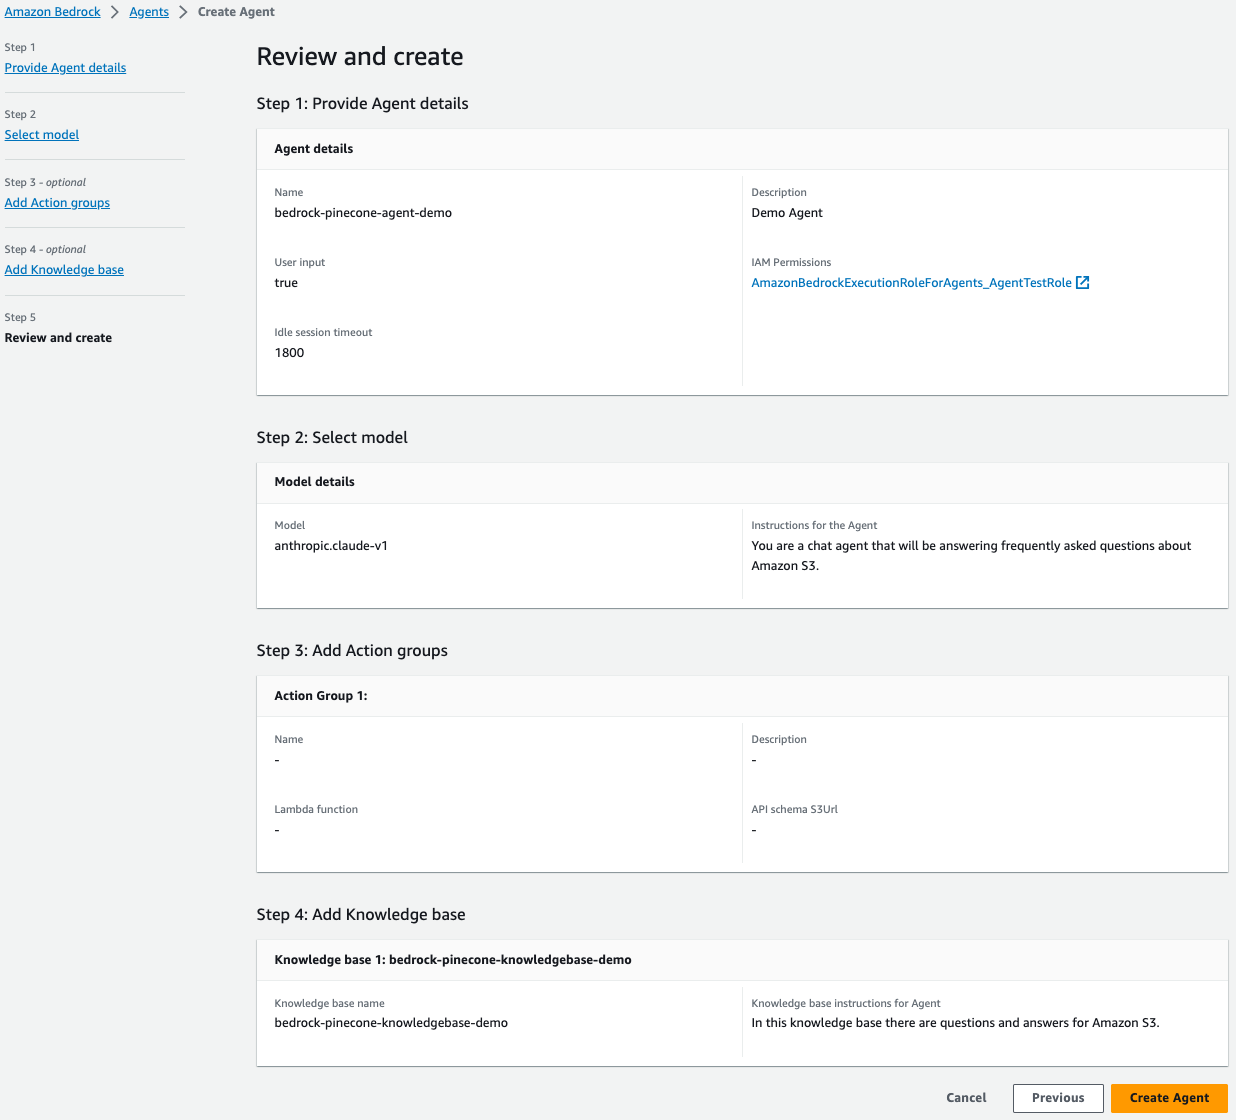 Amazon Bedrock > Agents > Create Agent
Step 1
Provide Agent details
Step 2
Select model
Step 3 - optional
Add Action groups
Step 4 - optional
Add Knowledge base
Step 5
Review and create
Review and create
Step 1: Provide Agent details
Agent details
Name
bedrock-pinecone-agent-demo
Description
Demo Agent
User input
true
IAM Permissions
AmazonBedrockExecutionRoleForAgents_AgentTestRole
Idle session timeout
1800
Step 2: Select model
Model details
Model
anthropic.claude-v1
Instructions for the Agent
You are a chat agent that will be answering frequently asked questions about
Amazon S3.
Step 3: Add Action groups
Action Group 1:
Name
-
Description
-
Lambda function
-
API schema S3Url
-
Step 4: Add Knowledge base
Knowledge base 1: bedrock-pinecone-knowledgebase-demo
Knowledge base name
bedrock-pinecone-knowledgebase-demo
Knowledge base instructions for Agent
In this knowledge base there are questions and answers for Amazon S3.
Cancel
Previous
Create Agent